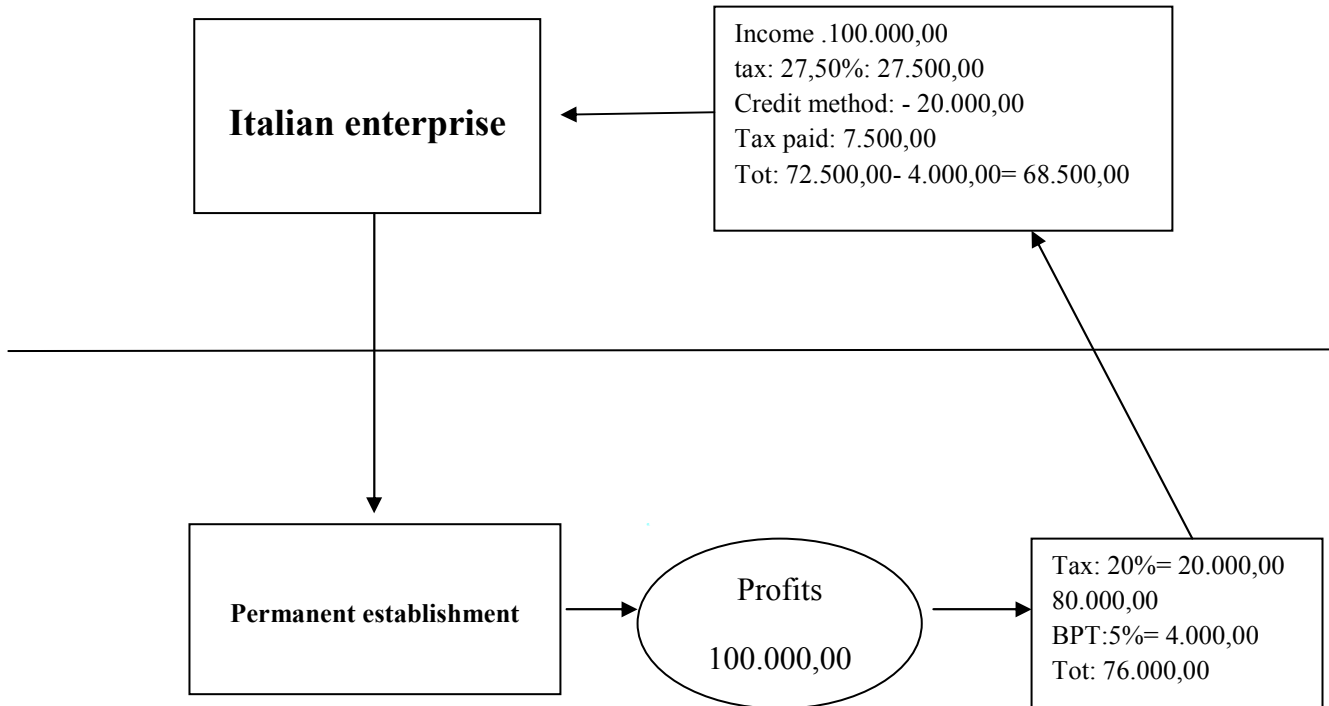 Italian enterprise
Income .100.000,00
tax: 27,50%: 27.500,00
Credit method: - 20.000,00
Tax paid: 7.500,00
Tot: 72.500,00- 4.000,00= 68.500,00
Permanent establishment
Profits
100.000,00
Tax: 20%= 20.000,00
80.000,00
BPT:5%= 4.000,00
Tot: 76.000,00